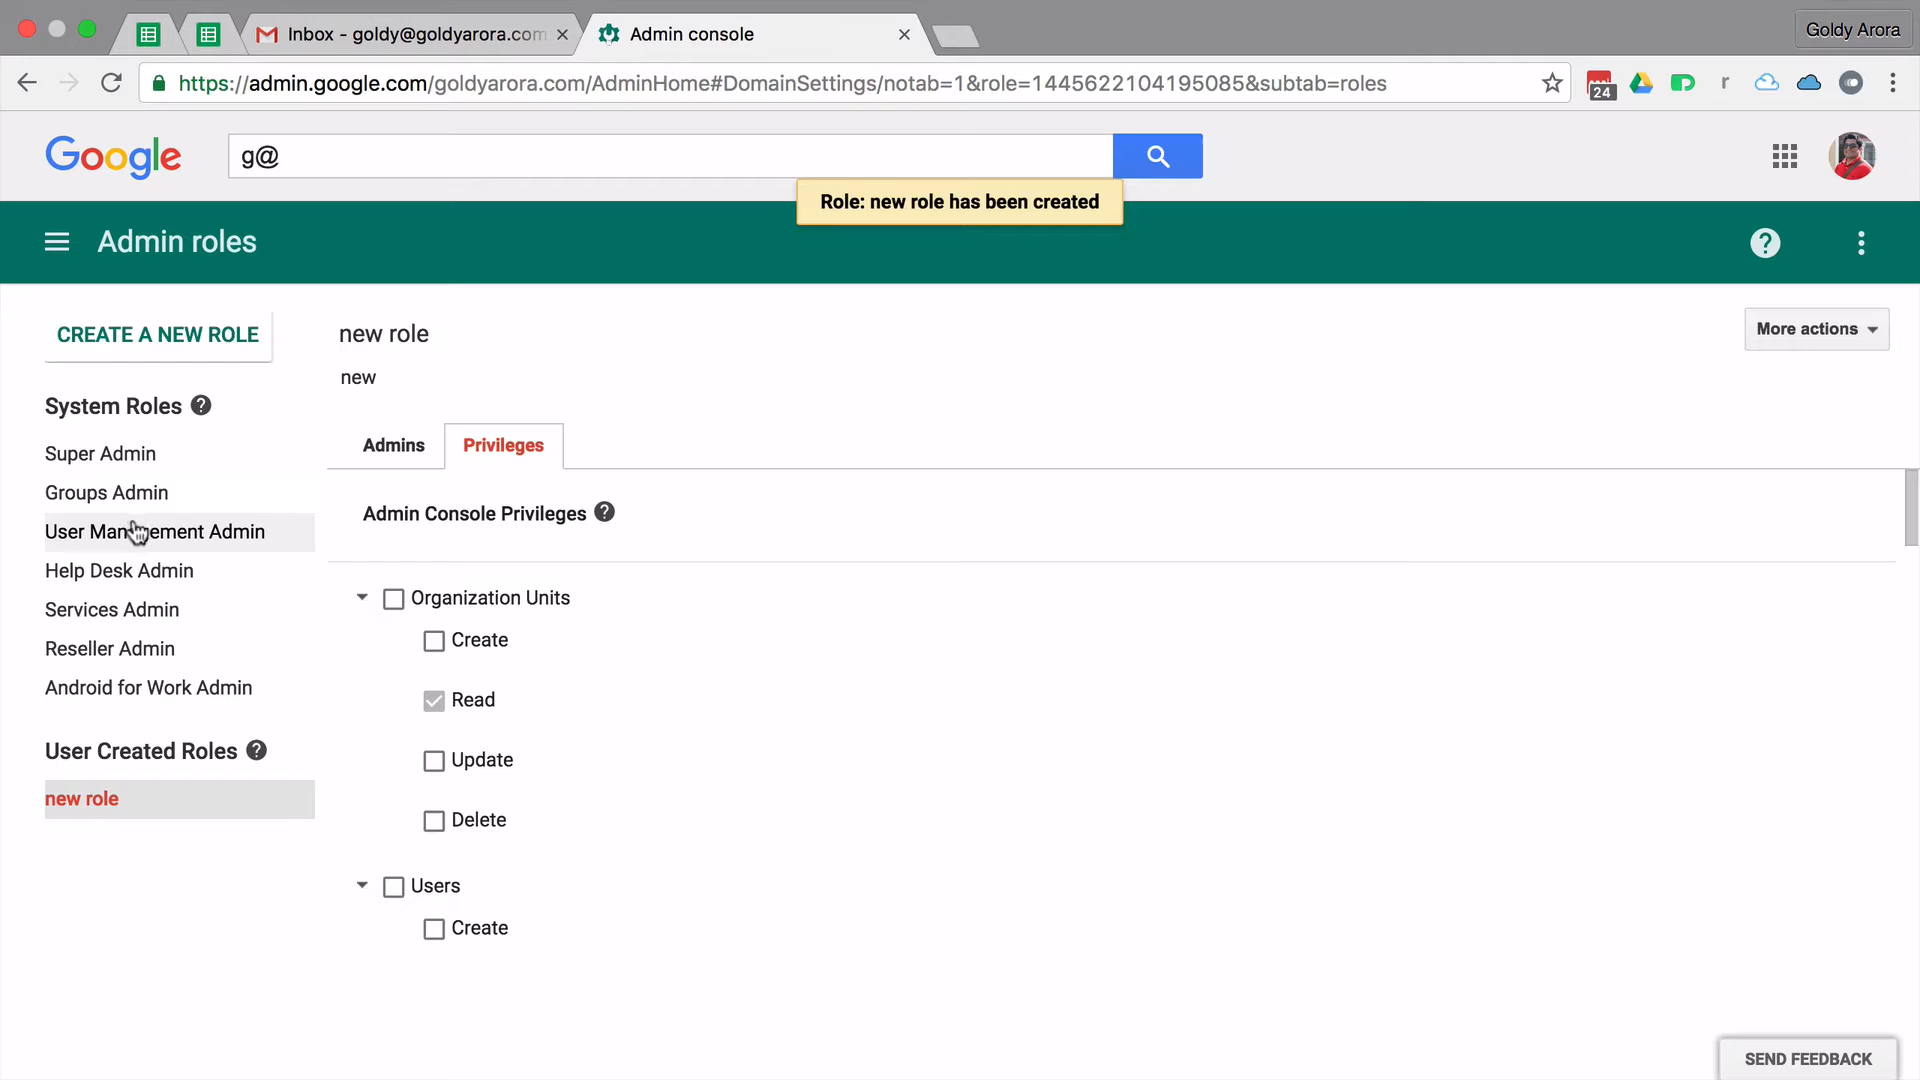 Inbox - goldy@goldyarora.com
Admin console
Goldy Arora
https://admin.google.com/goldyarora.com/AdminHome#DomainSettings/notab=1&role=1445622104195085&subtab=roles
24
r
Google
g@
Role: new role has been created
Admin roles
CREATE A NEW ROLE
System Roles
Super Admin
Groups Admin
User Management Admin
Help Desk Admin
Services Admin
Reseller Admin
Android for Work Admin
User Created Roles
new role
new role
More actions
new
Admins
Privileges
Admin Console Privileges
Organization Units
Create
Read
Update
Delete
Users
Create
SEND FEEDBACK